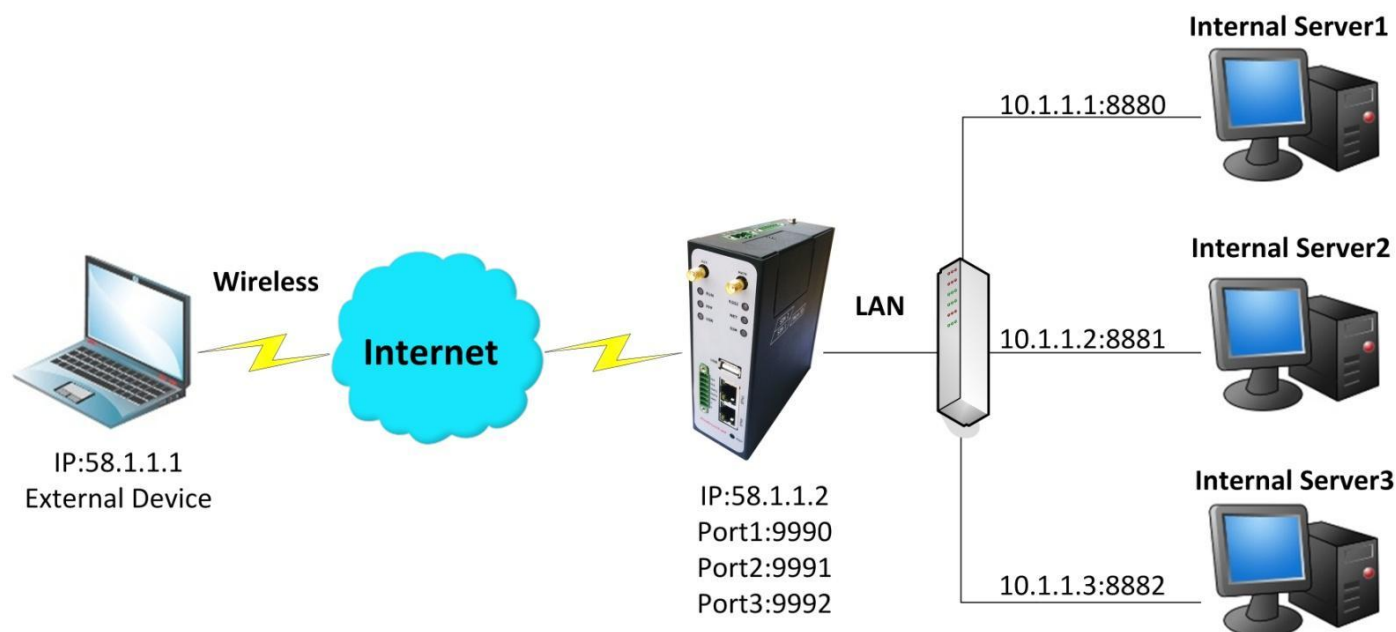 Internal Server1
10.1.1.1:8880
Internal Server2
Wireless
LAN
Internet
10.1.1.2:8881
IP:58.1.1.1
External Device
IP:58.1.1.2
Port1:9990
Port2:9991
Port3:9992
Internal Server3
10.1.1.3:8882